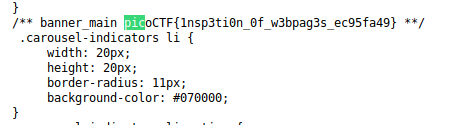 }
/** banner_main picoCTF{1nsp3ti0n_0f_w3bpag3s_ec95fa49} **/
.carousel-indicators li {
width: 20px;
height: 20px;
border-radius: 11px;
background-color: #070000;
}